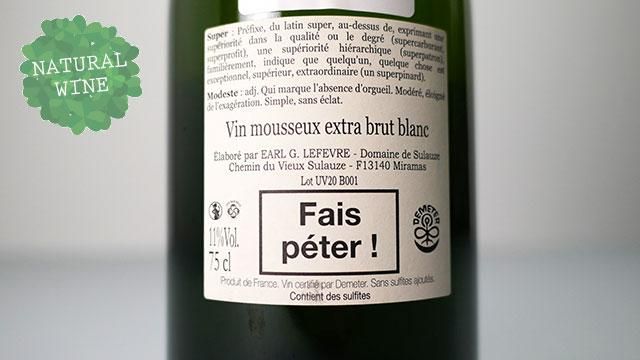 NATURAL
WINE
Super : Préfixe, du latin super, au-dessus de, exprimant une
supériorité dans la qualité ou le degré (supercarburant,
superprofit), une supériorité hiérarchique (superpatron),
familièrement, indique que quelqu'un, quelque chose est
exceptionnel, supérieur, extraordinaire (un superpinard).
Modeste : adj. Qui marque l'absence d'orgueil. Modéré, éloigné
de l'exagération. Simple, sans éclat.
Vin mousseux extra brut blanc
Élaboré par EARL G. LEFEVRE - Domaine de Sulauze
Chemin du Vieux Sulauze - F13140 Miramas
Lot UV20 B001
Fais
péter !
11%Vol.
75 cl
DEMETER
Produit de France. Vin certifié par Demeter. Sans sulfites ajoutés.
Contient des sulfites